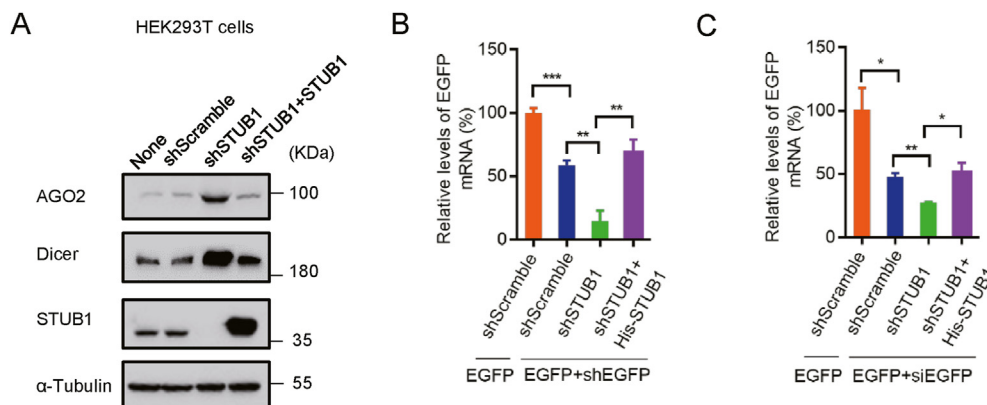 A
HEK293T cells
None
shScramble
shSTUB1
shSTUB1+STUB1
(KDa)
AGO2
100
Dicer
180
STUB1
35
α-Tubulin
55
B
Relative levels of EGFP
mRNA (%)
150
100
50
0
***
**
**
shScramble
shScramble
shSTUB1
shSTUB1+
His-STUB1
EGFP
EGFP+shEGFP
C
Relative levels of EGFP
mRNA (%)
150
100
50
0
*
**
*
shScramble
shScramble
shSTUB1
shSTUB1+
His-STUB1
EGFP
EGFP+siEGFP